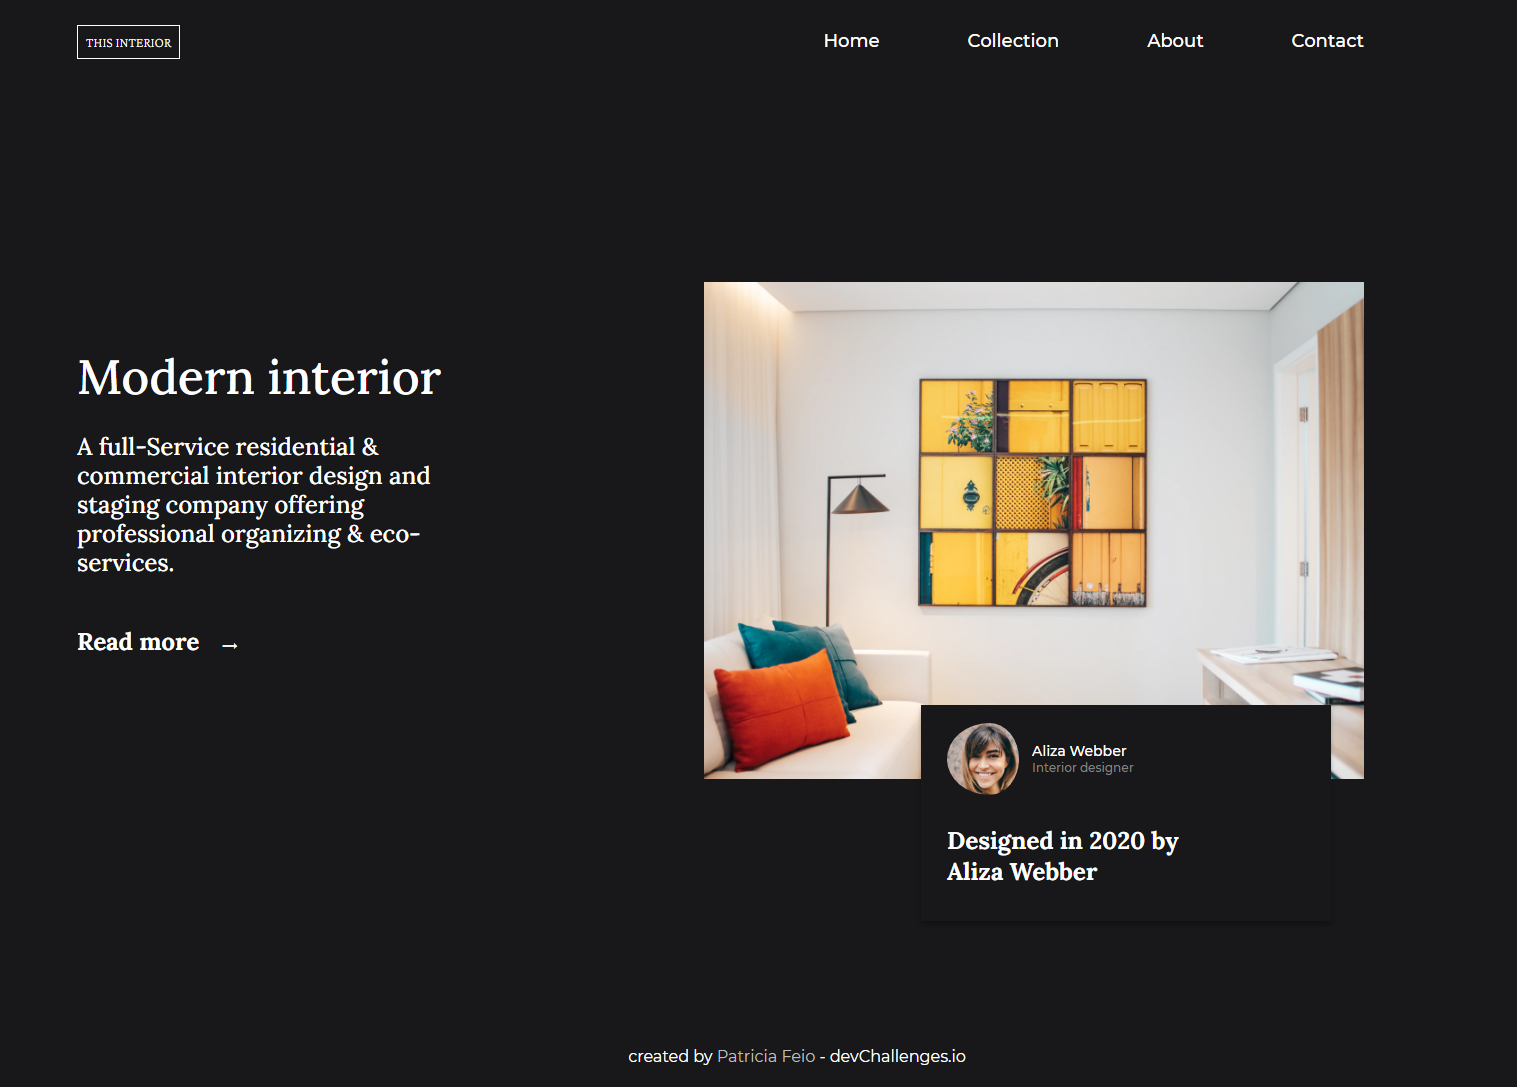 THIS INTERIOR
Home Collection About Contact
Modern interior
A full-Service residential &
commercial interior design and
staging company offering
professional organizing & eco-
services.
Read more →
Aliza Webber
Interior designer
Designed in 2020 by
Aliza Webber
created by Patricia Feio - devChallenges.io